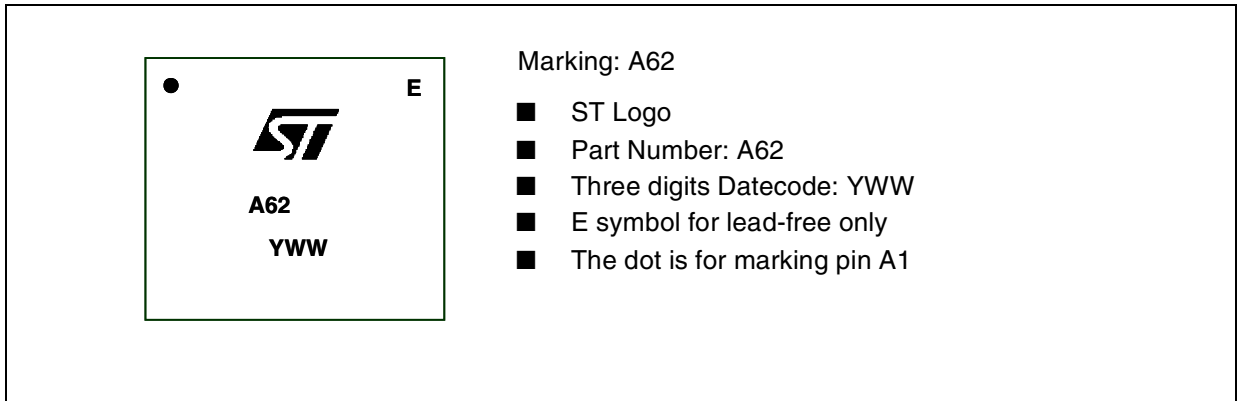 Marking: A62
E
ST
■ ST Logo
■ Part Number: A62
■ Three digits Datecode: YWW
■ E symbol for lead-free only
■ The dot is for marking pin A1
A62
YWW